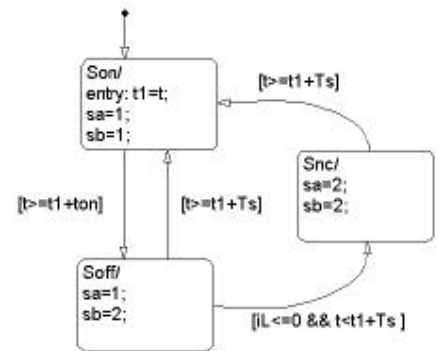 Son/
entry: t1=t;
sa=1;
sb=1;
[t>=t1+Ts]
Snc/
sa=2;
sb=2;
[t>=t1+ton]
[t>=t1+Ts]
Soff/
sa=1;
sb=2;
[iL<=0 && t<t1+Ts ]